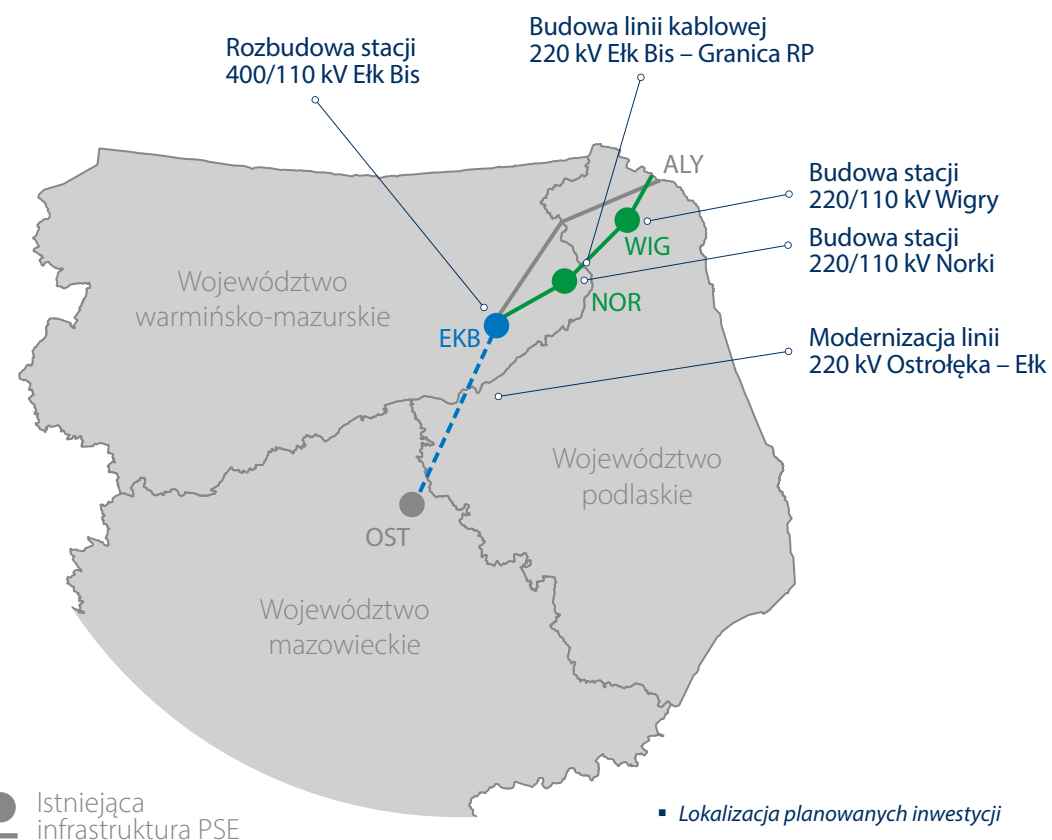 Budowa linii kablowej
220 kV Ełk Bis – Granica RP
Rozbudowa stacji
400/110 kV Ełk Bis
ALY
Budowa stacji
220/110 kV Wigry
WIG
Budowa stacji
220/110 kV Norki
NOR
Województwo
warmińsko-mazurskie
EKB
Modernizacja linii
220 kV Ostrołęka – Ełk
Województwo
podlaskie
OST
Województwo
mazowieckie
Istniejąca
infrastruktura PSE
▪ Lokalizacja planowanych inwestycji